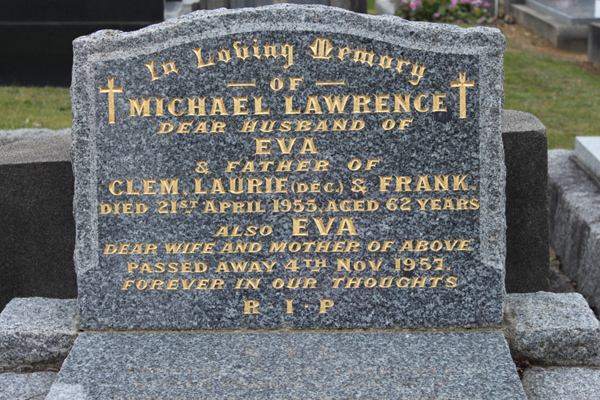 In Loving Memory
— OF —
MICHAEL LAWRENCE
DEAR HUSBAND OF
EVA
& FATHER OF
CLEM, LAURIE (DEC.) & FRANK.
DIED 21ST APRIL 1955, AGED 62 YEARS
ALSO EVA
DEAR WIFE AND MOTHER OF ABOVE
PASSED AWAY 4TH NOV 1957.
FOREVER IN OUR THOUGHTS
R·I·P